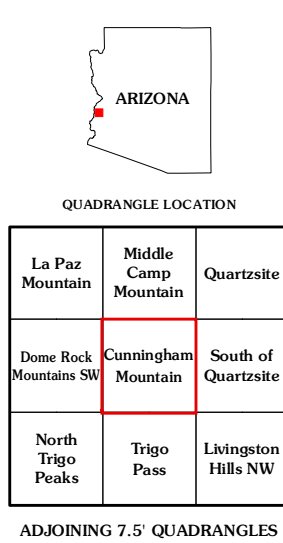 ARIZONA
QUADRANGLE LOCATION
La Paz
Mountain
Middle
Camp
Mountain
Quartzsite
Dome Rock
Mountains SW
Cunningham
Mountain
South of
Quartzsite
North
Trigo
Peaks
Trigo
Pass
Livingston
Hills NW
ADJOINING 7.5' QUADRANGLES